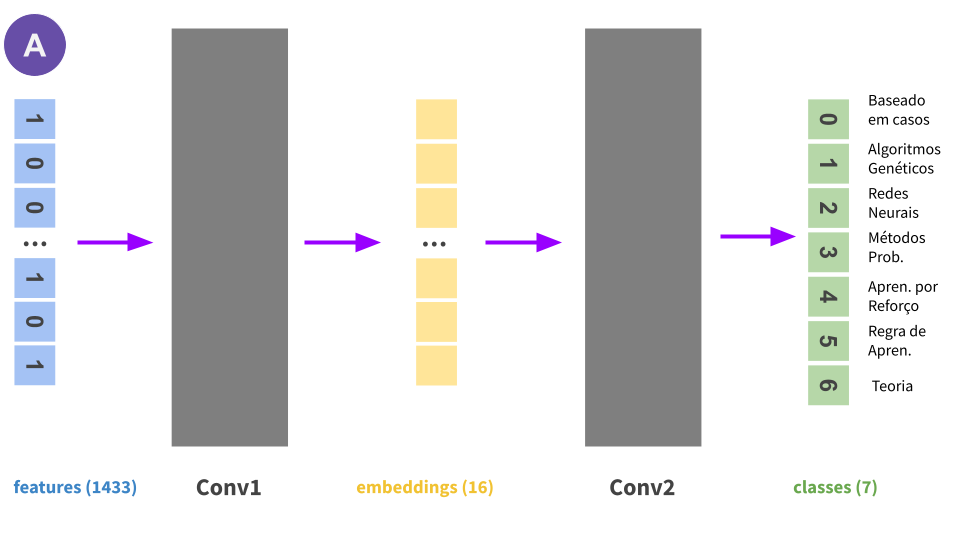 A
1
0
0
...
1
0
1
...
0
1
2
3
4
5
6
Baseado
em casos
Algoritmos
Genéticos
Redes
Neurais
Métodos
Prob.
Apren. por
Reforço
Regra de
Apren.
Teoria
features (1433)
Conv1
embeddings (16)
Conv2
classes (7)